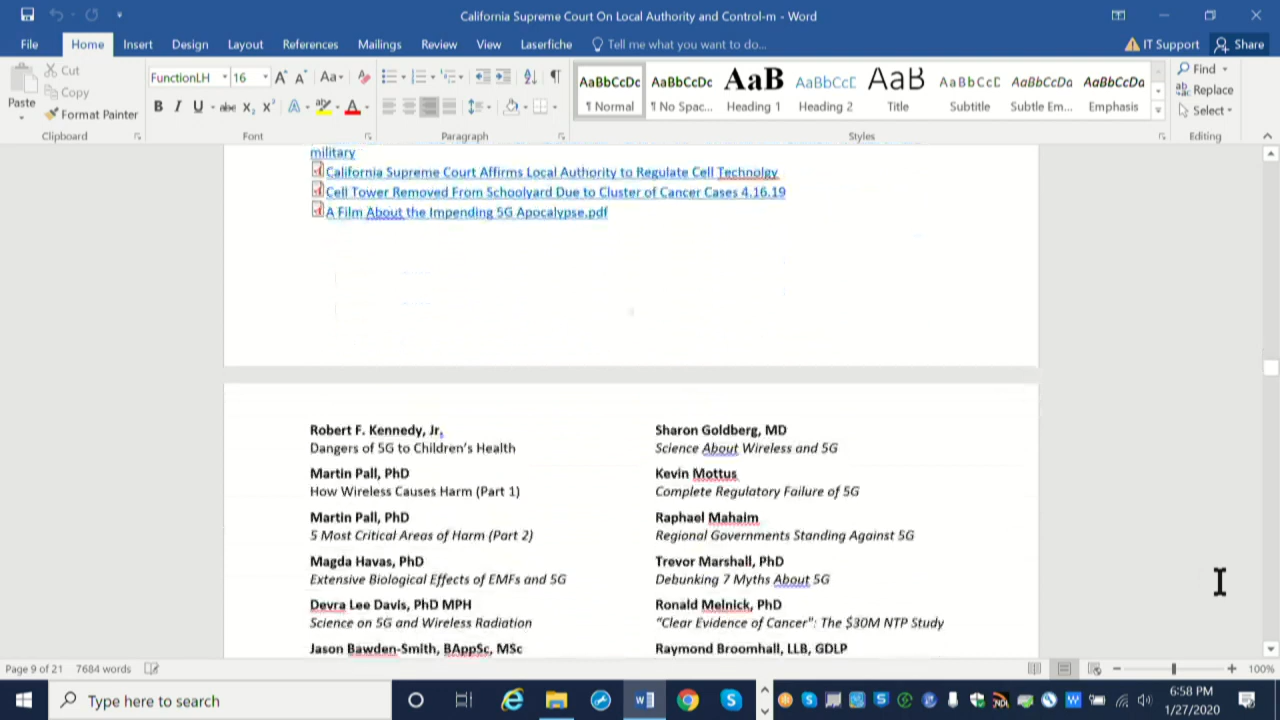 California Supreme Court On Local Authority and Control-m - Word
File Home Insert Design Layout References Mailings Review View Laserfiche Tell me what you want to do... IT Support Share
Paste
Cut
Copy
Format Painter
Clipboard
FunctionLH 16
Font
Paragraph
AaBbCcDc AaBbCcDc AaB AaBbCcD AaB AaBbCcD AaBbCcDa AaBbCcDa
¶ Normal ¶ No Spac... Heading 1 Heading 2 Title Subtitle Subtle Em... Emphasis
Styles
Find
Replace
Select
Editing
military
California Supreme Court Affirms Local Authority to Regulate Cell Technolgy
Cell Tower Removed From Schoolyard Due to Cluster of Cancer Cases 4.16.19
A Film About the Impending 5G Apocalypse.pdf
Robert F. Kennedy, Jr.
Dangers of 5G to Children's Health
Martin Pall, PhD
How Wireless Causes Harm (Part 1)
Martin Pall, PhD
5 Most Critical Areas of Harm (Part 2)
Magda Havas, PhD
Extensive Biological Effects of EMFs and 5G
Devra Lee Davis, PhD MPH
Science on 5G and Wireless Radiation
Jason Bawden-Smith, BAppSc, MSc
Sharon Goldberg, MD
Science About Wireless and 5G
Kevin Mottus
Complete Regulatory Failure of 5G
Raphael Mahaim
Regional Governments Standing Against 5G
Trevor Marshall, PhD
Debunking 7 Myths About 5G
Ronald Melnick, PhD
"Clear Evidence of Cancer": The $30M NTP Study
Raymond Broomhall, LLB, GDLP
Page 9 of 21 7684 words
100%
Type here to search
6:58 PM
1/27/2020